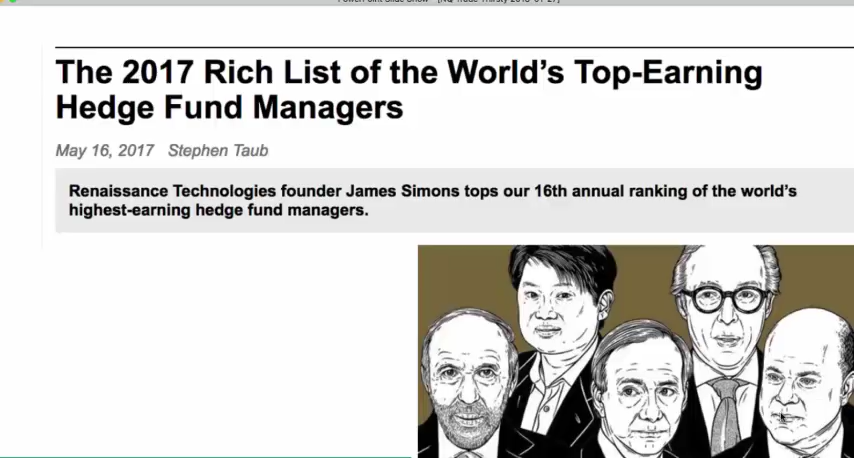 The 2017 Rich List of the World's Top-Earning
Hedge Fund Managers
May 16, 2017 Stephen Taub
Renaissance Technologies founder James Simons tops our 16th annual ranking of the world's
highest-earning hedge fund managers.